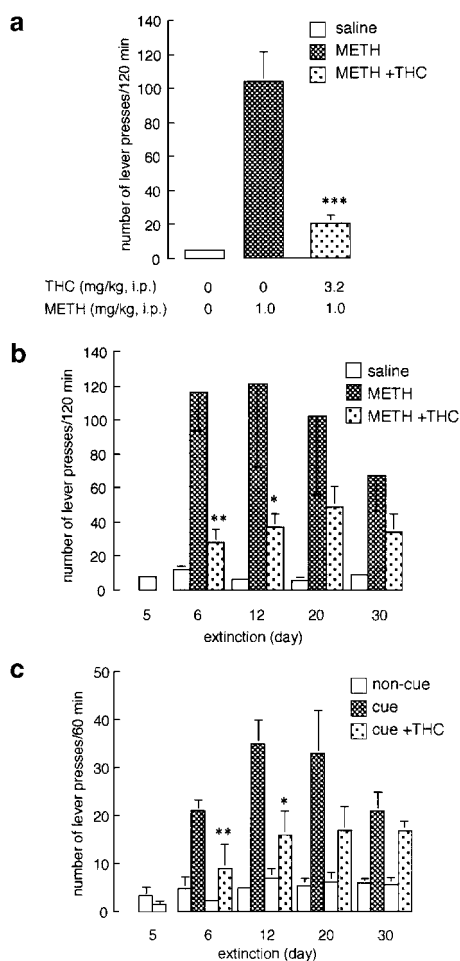 a
saline
METH
METH +THC
number of lever presses/120 min
140
120
100
80
60
40
20
0
***
THC (mg/kg, i.p.) 0 0 3.2
METH (mg/kg, i.p.) 0 1.0 1.0
b
saline
METH
METH +THC
number of lever presses/120 min
140
120
100
80
60
40
20
0
**
*
5 6 12 20 30
extinction (day)
c
non-cue
cue
cue +THC
number of lever presses/60 min
50
40
30
20
10
0
**
*
5 6 12 20 30
extinction (day)